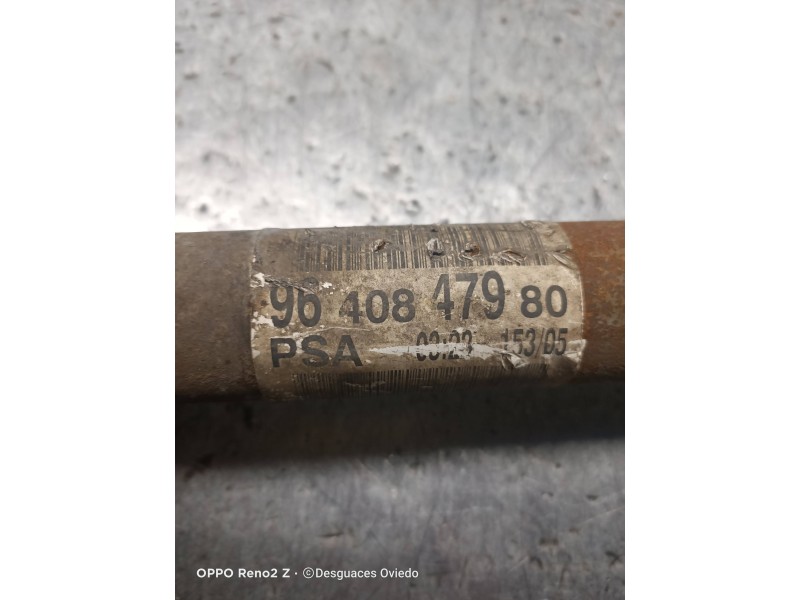 96 408 479 80
PSA 153/05
OPPO Reno2 Z • ©Desguaces Oviedo